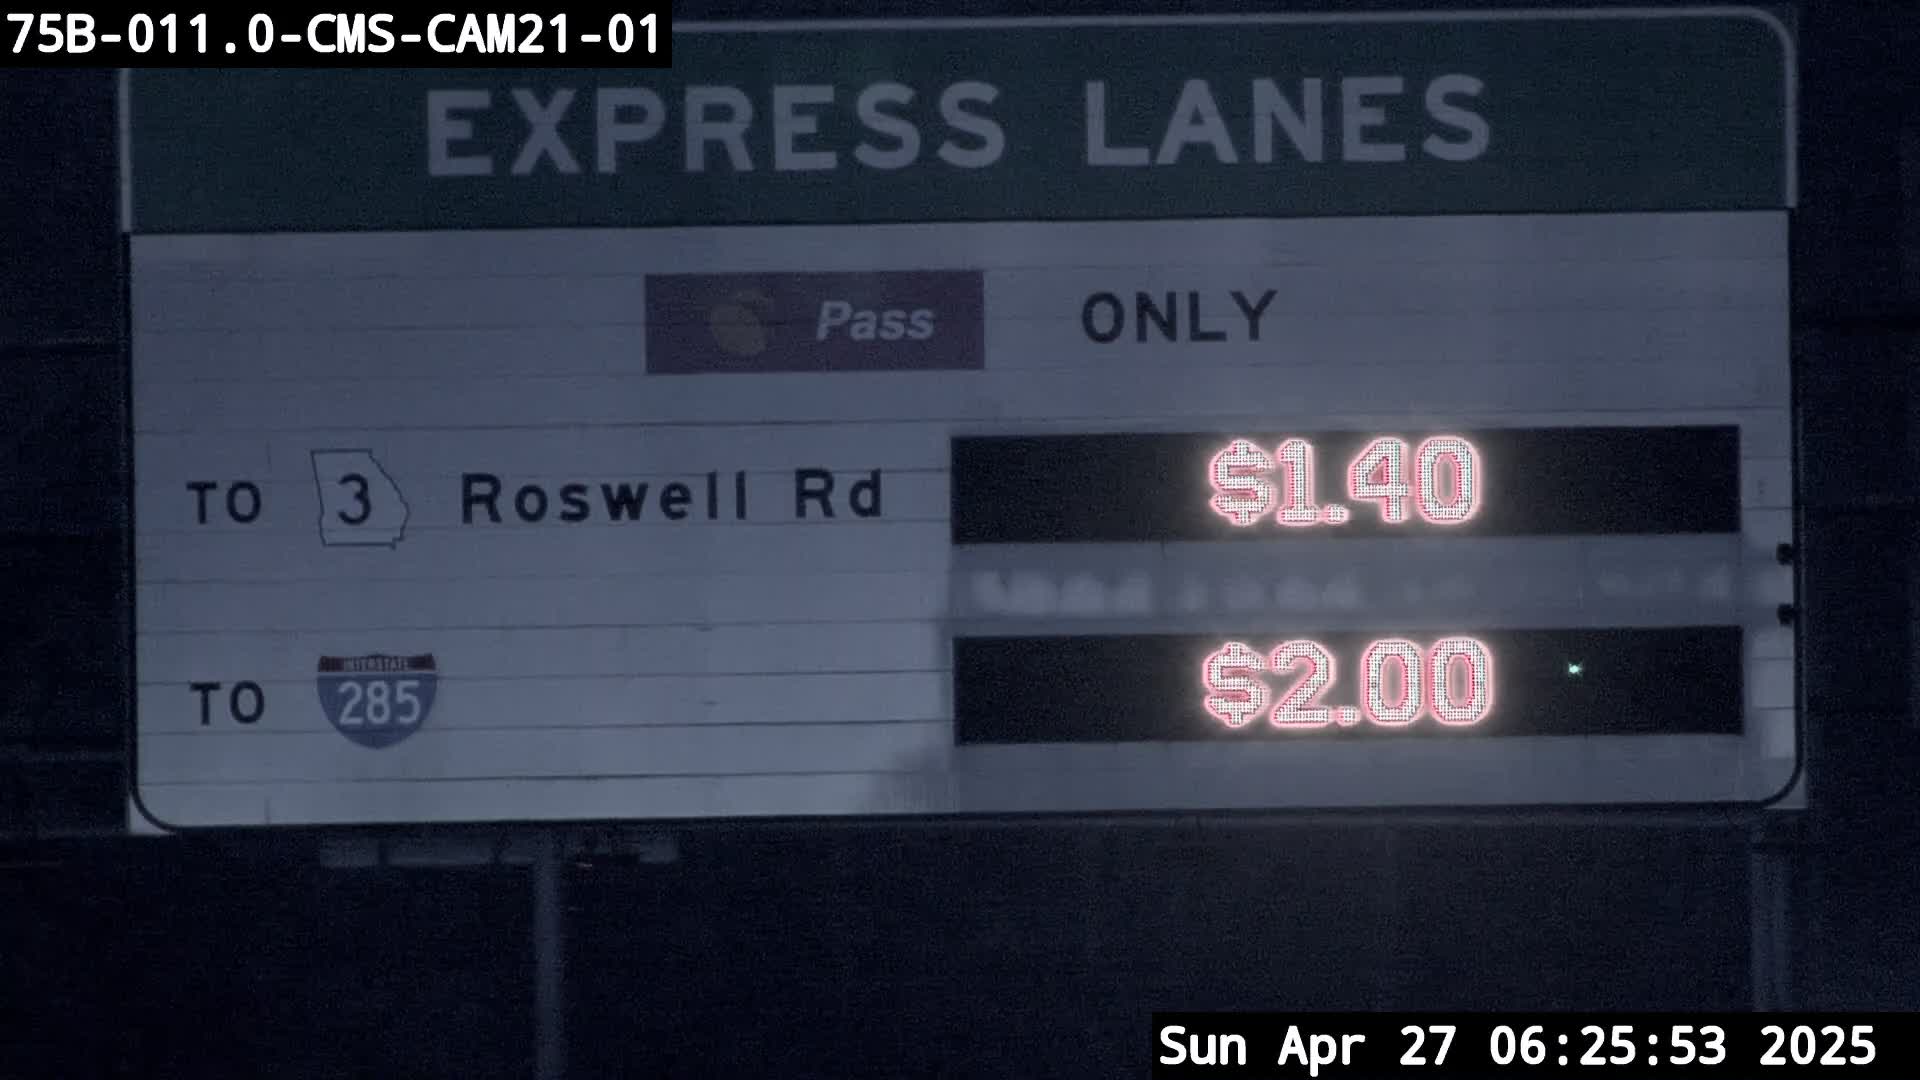 75B-011.0-CMS-CAM21-01
EXPRESS LANES
Pass ONLY
TO 3 Roswell Rd $1.40
TO INTERSTATE 285 $2.00
Sun Apr 27 06:25:53 2025